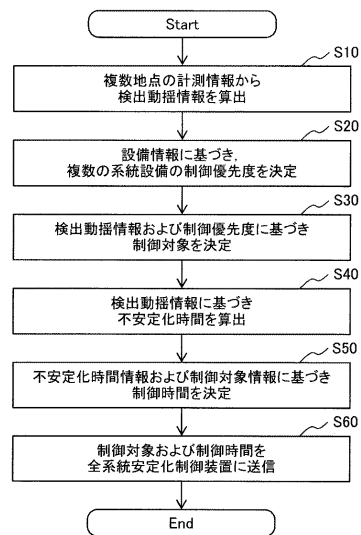 Start
S10
複数地点の計測情報から
検出動揺情報を算出
S20
設備情報に基づき,
複数の系統設備の制御優先度を決定
S30
検出動揺情報および制御優先度に基づき
制御対象を決定
S40
検出動揺情報に基づき
不安定化時間を算出
S50
不安定化時間情報および制御対象情報に基づき
制御時間を決定
S60
制御対象および制御時間を
全系統安定化制御装置に送信
End